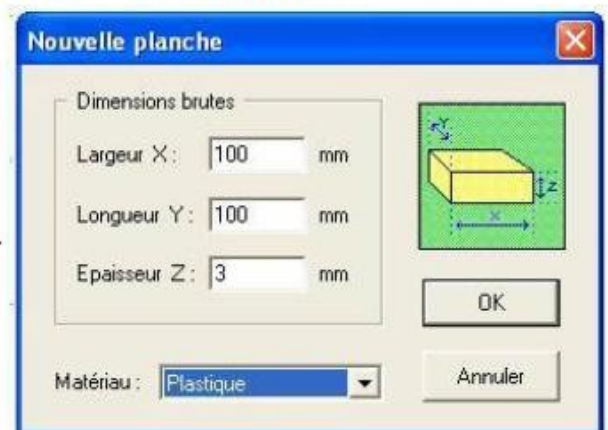 Nouvelle planche
Dimensions brutes
Largeur X : 100 mm
Longueur Y : 100 mm
Epaisseur Z : 3 mm
Y
Z
X
OK
Matériau : Plastique
Annuler